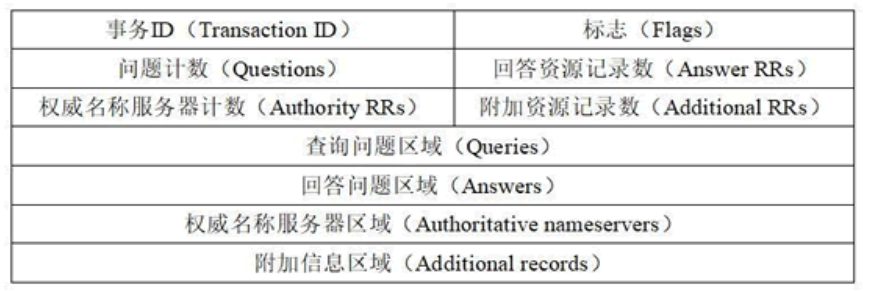 事务ID（Transaction ID）
标志（Flags）
问题计数（Questions）
回答资源记录数（Answer RRs）
权威名称服务器计数（Authority RRs）
附加资源记录数（Additional RRs）
查询问题区域（Queries）
回答问题区域（Answers）
权威名称服务器区域（Authoritative nameservers）
附加信息区域（Additional records）